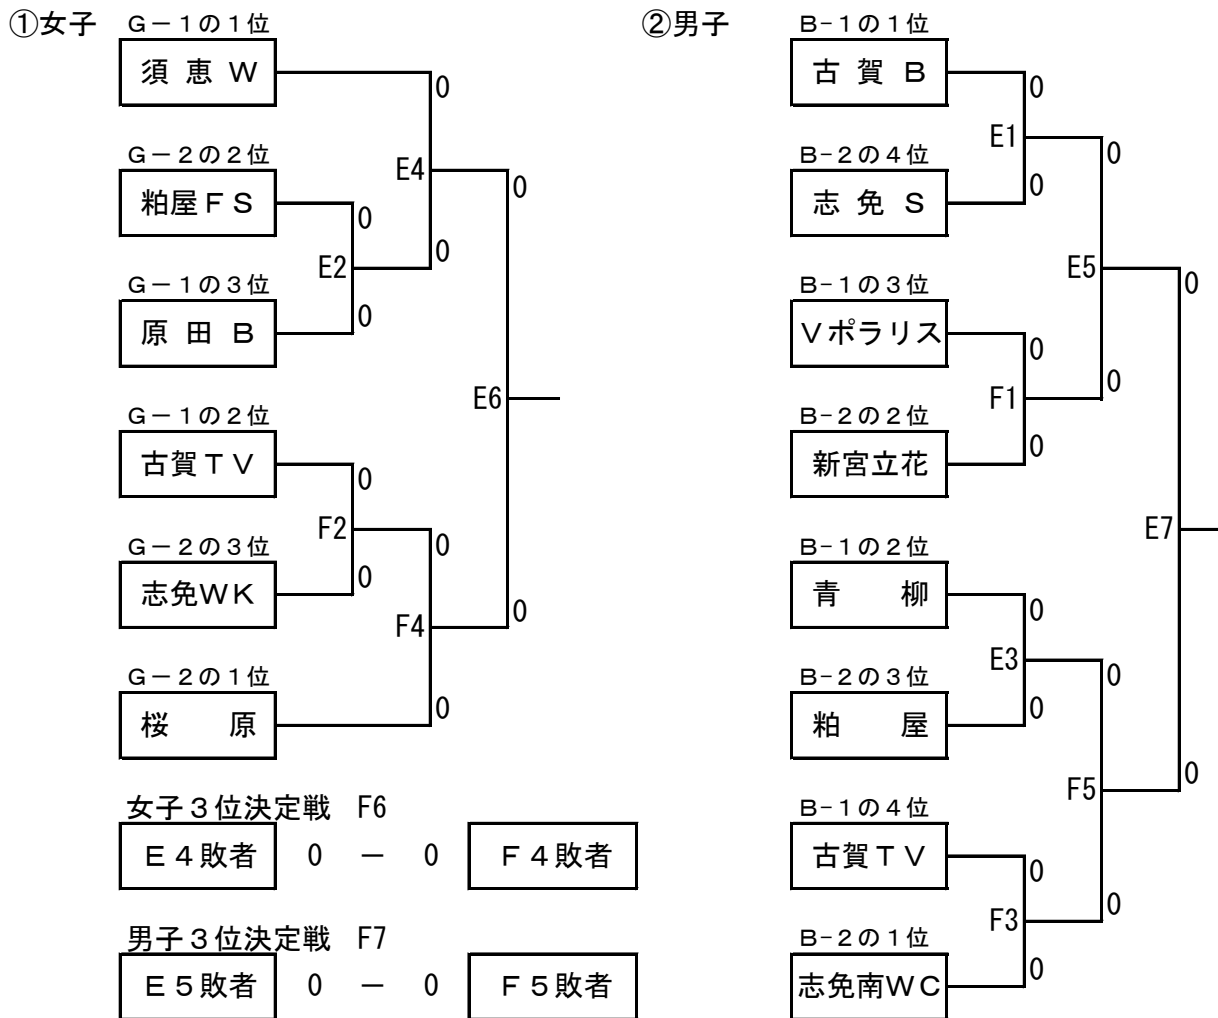 ①女子
G－1の1位
須恵W
0
G－2の2位
E4
粕屋FS
0
0
E2
0
G－1の3位
原田B
0
G－1の2位
E6
古賀TV
0
F2
0
G－2の3位
志免WK
0
F4
0
G－2の1位
桜原
0
女子3位決定戦 F6
E4敗者 0 － 0 F4敗者
男子3位決定戦 F7
E5敗者 0 － 0 F5敗者
②男子
B-1の1位
古賀B
0
E1
0
B-2の4位
志免S
0
E5
0
B-1の3位
Vポラリス
0
F1
0
B-2の2位
新宮立花
0
E7
B-1の2位
青柳
0
E3
0
B-2の3位
粕屋
0
F5
0
B-1の4位
古賀TV
0
F3
0
B-2の1位
志免南WC
0